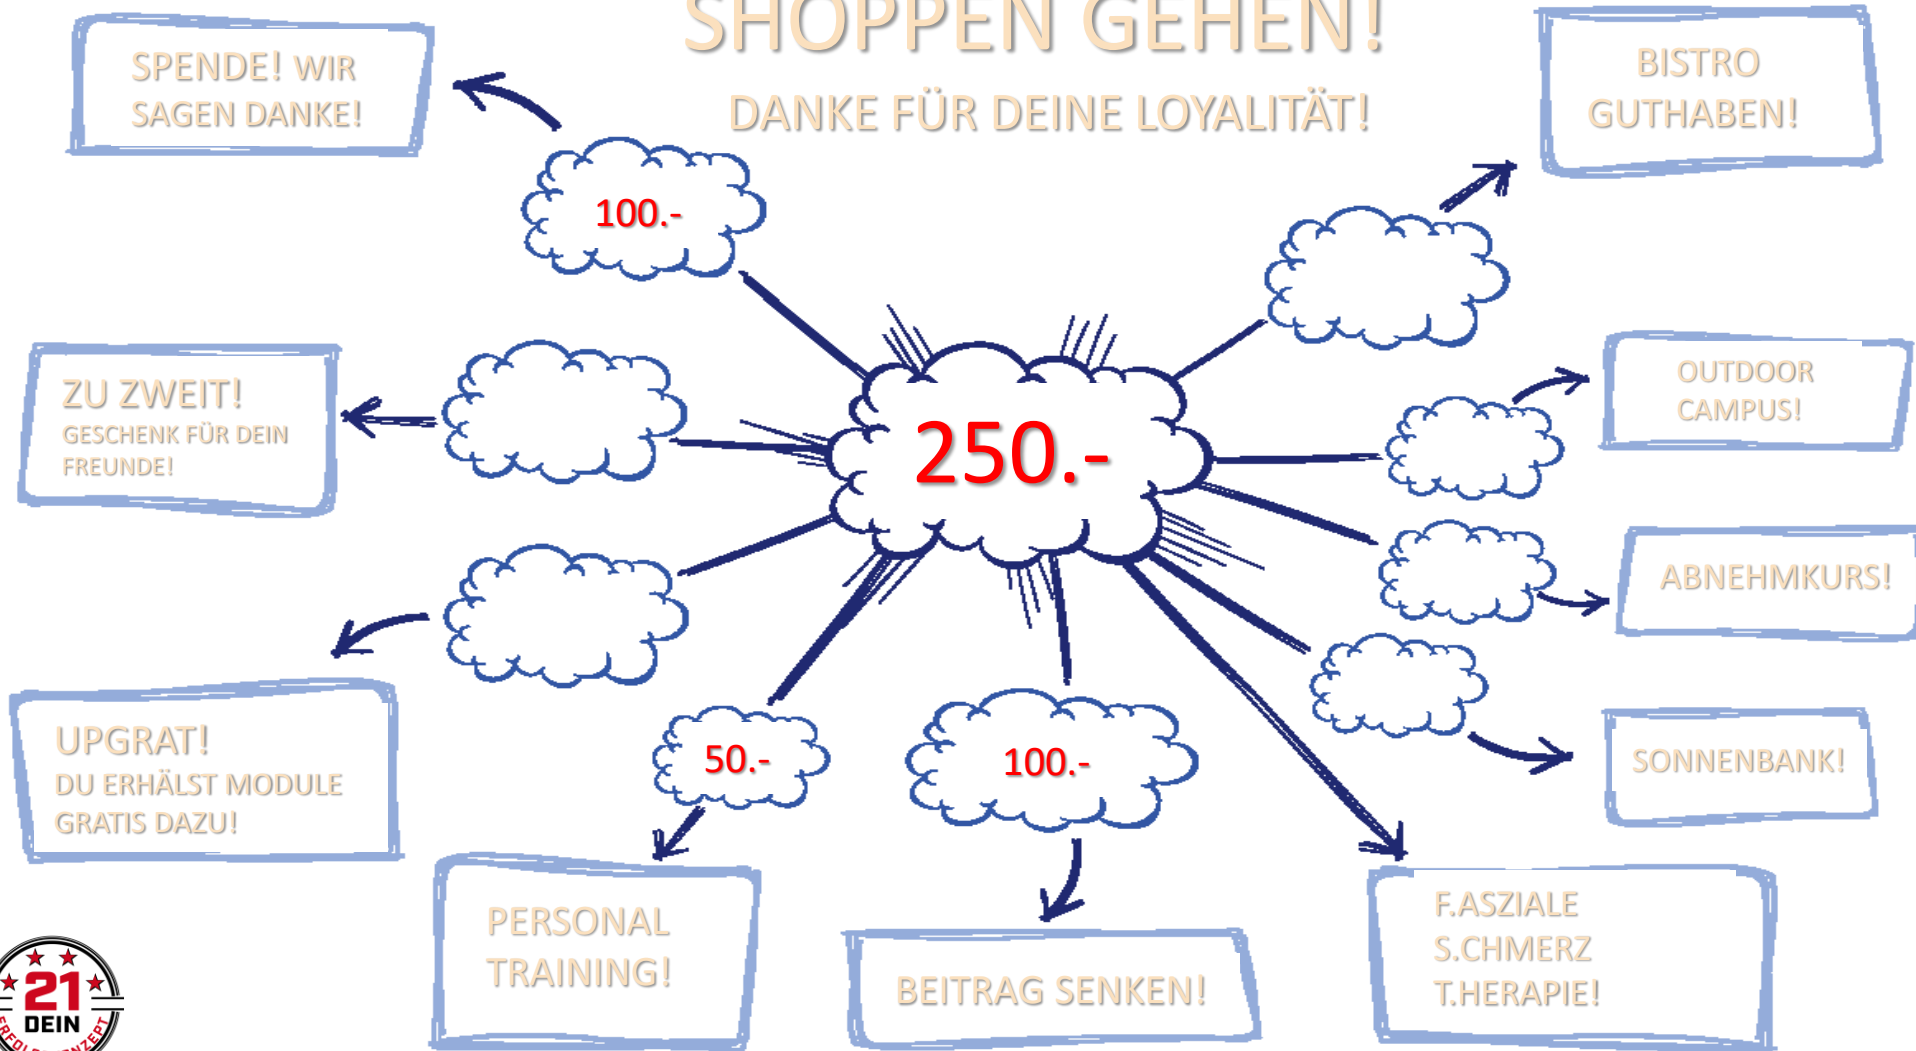 SHOPPEN GEHEN!
DANKE FÜR DEINE LOYALITÄT!
SPENDE! WIR
SAGEN DANKE!
100.-
BISTRO
GUTHABEN!
ZU ZWEIT!
GESCHENK FÜR DEIN
FREUNDE!
250.-
OUTDOOR
CAMPUS!
ABNEHMKURS!
UPGRAT!
DU ERHÄLST MODULE
GRATIS DAZU!
50.-
100.-
SONNENBANK!
PERSONAL
TRAINING!
BEITRAG SENKEN!
F.ASZIALE
S.CHMERZ
T.HERAPIE!
21
DEIN